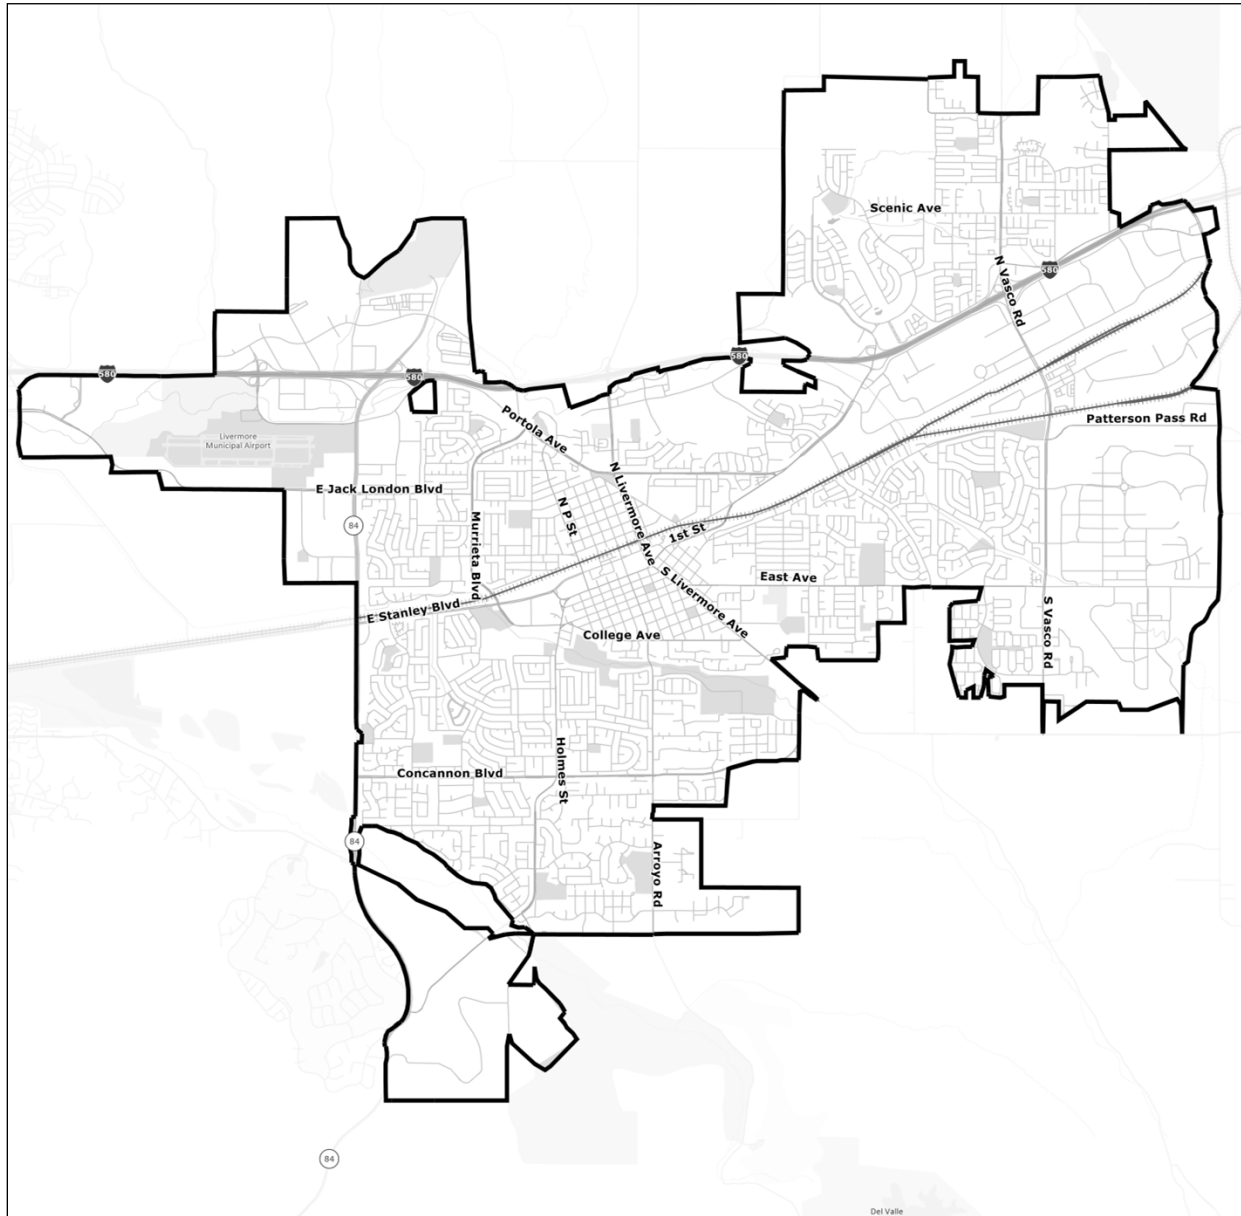 Scenic Ave
N Vasco Rd
580
580
580
580
Portola Ave
Patterson Pass Rd
Livermore
Municipal Airport
N Livermore Ave
E Jack London Blvd
N P St
84
Murrieta Blvd
1st St
S Livermore Ave
East Ave
E Stanley Blvd
S Vasco Rd
College Ave
Holmes St
Concannon Blvd
84
Arroyo Rd
84
Del Valle